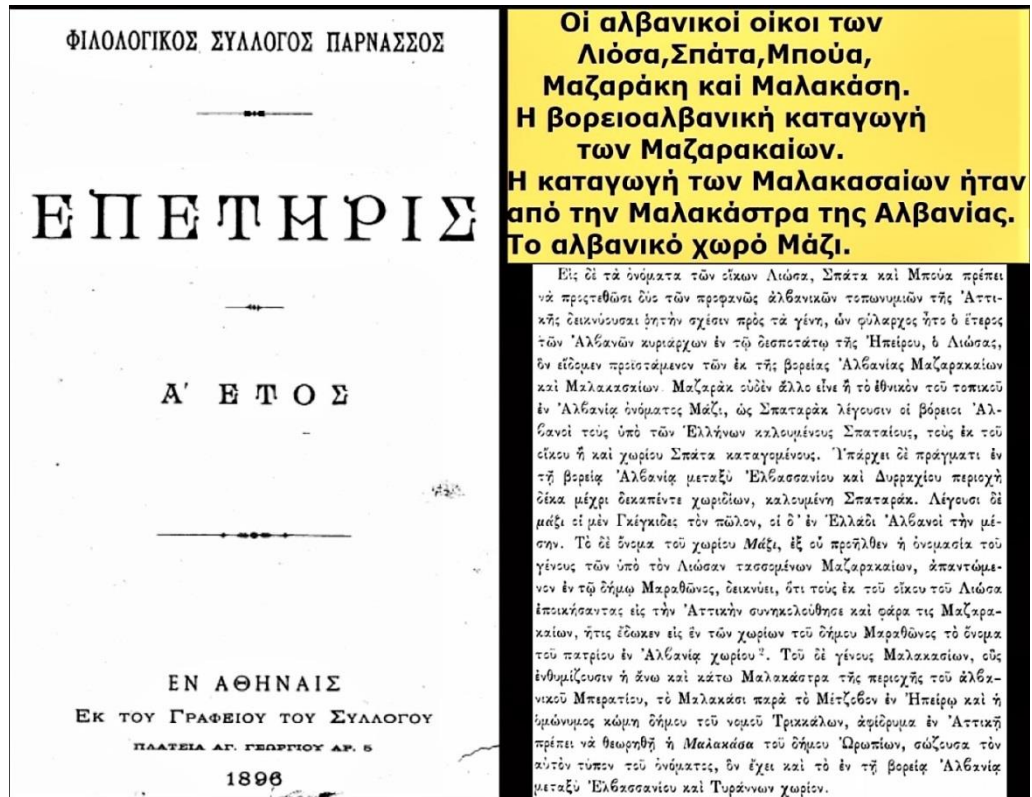 ΦΙΛΟΛΟΓΙΚΟΣ ΣΥΛΛΟΓΟΣ ΠΑΡΝΑΣΣΟΣ
ΕΠΕΤΗΡΙΣ
Α' ΕΤΟΣ
ΕΝ ΑΘΗΝΑΙΣ
ΕΚ ΤΟΥ ΓΡΑΦΕΙΟΥ ΤΟΥ ΣΥΛΛΟΓΟΥ
ΠΛΑΤΕΙΑ ΑΓ. ΓΕΩΡΓΙΟΥ ΑΡ. 5
1896
Οἱ αλβανικοί οίκοι των
Λιόσα,Σπάτα,Μπούα,
Μαζαράκη καί Μαλακάση.
Η βορειοαλβανική καταγωγή
των Μαζαρακαίων.
Η καταγωγή των Μαλακασαίων ήταν
από την Μαλακάστρα της Αλβανίας.
Το αλβανικό χωρό Μάζι.
Εἰς δὲ τὰ ὀνόματα τῶν οἴκων Λιώσα, Σπάτα καὶ Μπούα πρέπει
νὰ προςτεθῶσι δύο τῶν προφανῶς ἀλβανικῶν τοπωνυμιῶν τῆς Ἀττι-
κῆς δεικνύουσαι ῥητὴν σχέσιν πρὸς τὰ γένη, ὧν φύλαρχος ἦτο ὁ ἕτερος
τῶν Ἀλβανῶν κυριάρχων ἐν τῷ δεσποτάτῳ τῆς Ἠπείρου, ὁ Λιώσας,
ὃν εἴδομεν προϊστάμενον τῶν ἐκ τῆς βορείας Ἀλβανίας Μαζαρακαίων
καὶ Μαλακασαίων. Μαζαρὰκ οὐδὲν ἄλλο εἶνε ἢ τὸ ἐθνικὸν τοῦ τοπικοῦ
ἐν Ἀλβανίᾳ ὀνόματος Μάζι, ὡς Σπαταρὰκ λέγουσιν οἱ βόρειοι Ἀλ-
βανοὶ τοὺς ὑπὸ τῶν Ἑλλήνων καλουμένους Σπαταίους, τοὺς ἐκ τοῦ
οἴκου ἢ καὶ χωρίου Σπάτα καταγομένους. Ὑπάρχει δὲ πράγματι ἐν
τῇ βορείᾳ Ἀλβανίᾳ μεταξὺ Ἐλβασσανίου καὶ Δυρραχίου περιοχὴ
δέκα μέχρι δεκαπέντε χωριδίων, καλουμένη Σπαταράκ. Λέγουσι δὲ
μάζι οἱ μὲν Γκέγκιδες τὸν πῶλον, οἱ δ' ἐν Ἑλλάδι Ἀλβανοὶ τὴν μέ-
σην. Τὸ δὲ ὄνομα τοῦ χωρίου Μάζι, ἐξ οὗ προῆλθεν ἡ ὀνομασία τοῦ
γένους τῶν ὑπὸ τὸν Λιώσαν τασσομένων Μαζαρακαίων, ἀπαντώμε-
νον ἐν τῷ δήμῳ Μαραθῶνος, δεικνύει, ὅτι τοὺς ἐκ τοῦ οἴκου τοῦ Λιώσα
ἐποικήσαντας εἰς τὴν Ἀττικὴν συνηκολούθησε καὶ φάρα τις Μαζαρα-
καίων, ἥτις ἔδωκεν εἰς ἓν τῶν χωρίων τοῦ δήμου Μαραθῶνος τὸ ὄνομα
τοῦ πατρίου ἐν Ἀλβανίᾳ χωρίου². Τοῦ δὲ γένους Μαλακασίων, οὓς
ἐνθυμίζουσιν ἡ ἄνω καὶ κάτω Μαλακάστρα τῆς περιοχῆς τοῦ ἀλβα-
νικοῦ Μπερατίου, τὸ Μαλακάσι παρὰ τὸ Μέτζοβον ἐν Ἠπείρῳ καὶ ἡ
ὁμώνυμος κώμη δήμου τοῦ νομοῦ Τρικκάλων, ἀφίδρυμα ἐν Ἀττικῇ
πρέπει νὰ θεωρηθῇ ἡ Μαλακάσα τοῦ δήμου Ὠρωπίων, σώζουσα τὸν
αὐτὸν τύπον τοῦ ὀνόματος, ὃν ἔχει καὶ τὸ ἐν τῇ βορείᾳ Ἀλβανίᾳ
μεταξὺ Ἐλβασσανίου καὶ Τυράννων χωρίον.